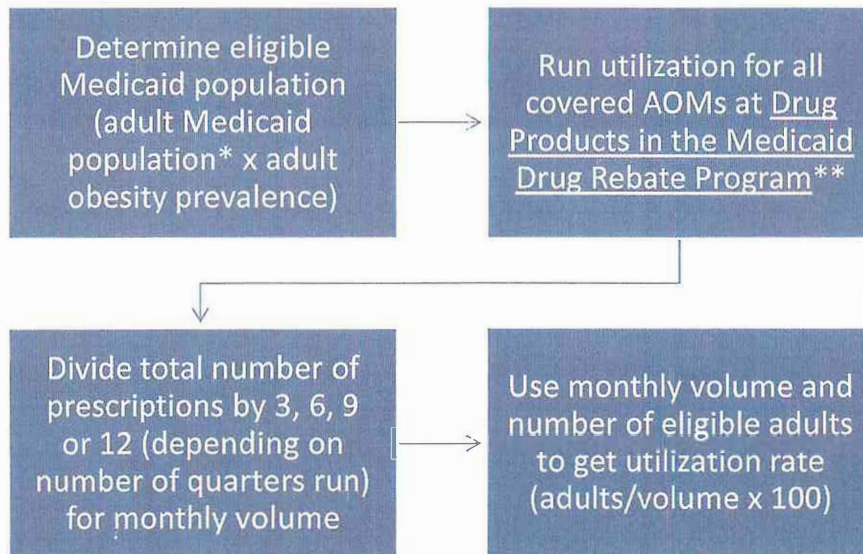 Determine eligible
Medicaid population
(adult Medicaid
population* x adult
obesity prevalence)
Run utilization for all
covered AOMs at Drug
Products in the Medicaid
Drug Rebate Program**
Divide total number of
prescriptions by 3, 6, 9
or 12 (depending on
number of quarters run)
for monthly volume
Use monthly volume and
number of eligible adults
to get utilization rate
(adults/volume x 100)